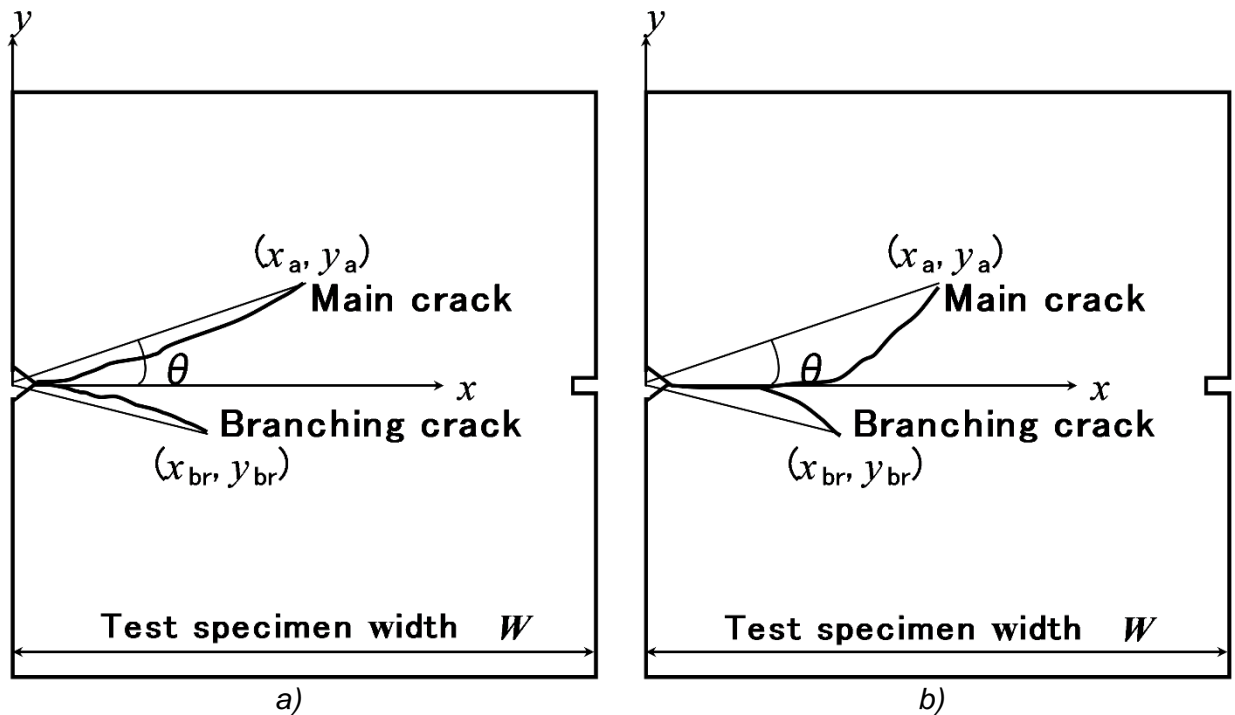 y
(xa, ya)
Main crack
θ
x
Branching crack
(xbr, ybr)
Test specimen width W
a)
y
(xa, ya)
Main crack
θ
x
Branching crack
(xbr, ybr)
Test specimen width W
b)